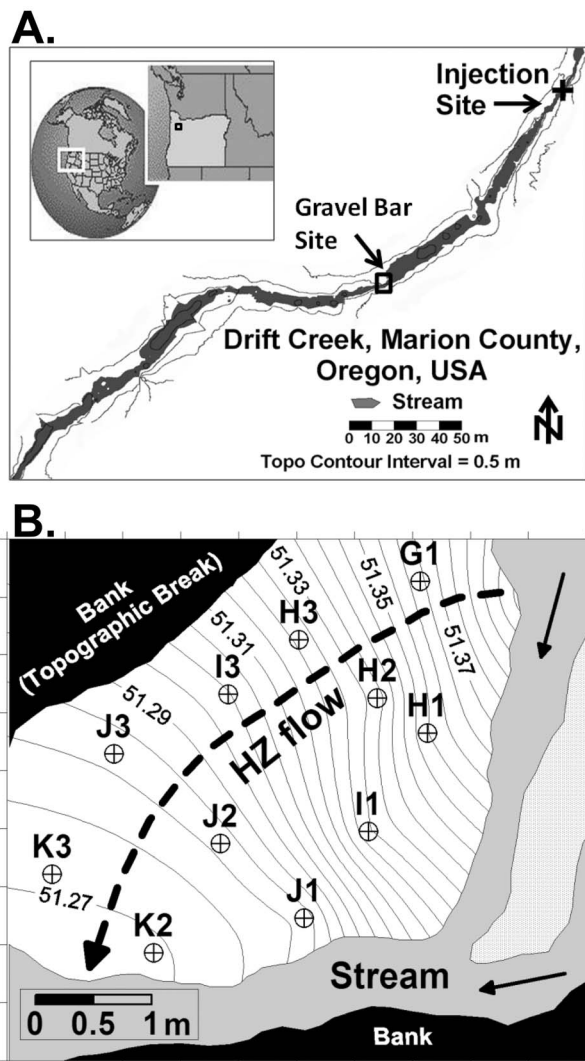 A.
Injection
Site
Gravel Bar
Site
Drift Creek, Marion County,
Oregon, USA
Stream
0 10 20 30 40 50 m
N
Topo Contour Interval = 0.5 m
B.
Bank
(Topographic Break)
G1
51.33
51.35
H3
51.37
51.31
I3
H2
H1
51.29
HZ flow
J3
I1
J2
K3
J1
51.27
K2
Stream
0 0.5 1 m
Bank